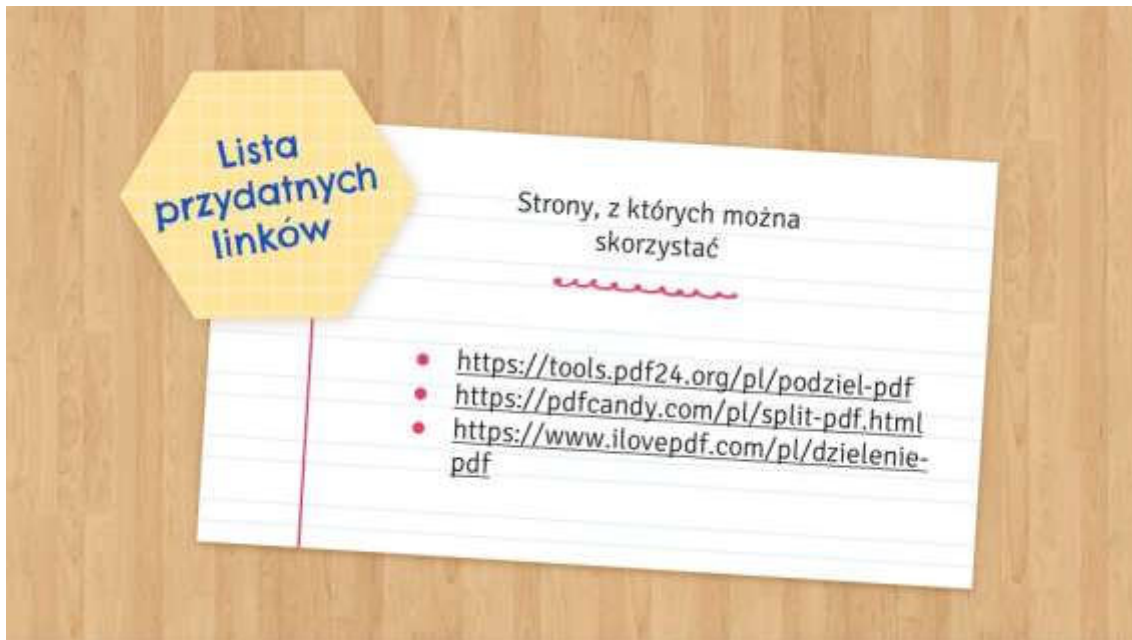 Lista
przydatnych
linków
Strony, z których można
skorzystać
https://tools.pdf24.org/pl/podziel-pdf
https://pdfcandy.com/pl/split-pdf.html
https://www.ilovepdf.com/pl/dzielenie-
pdf